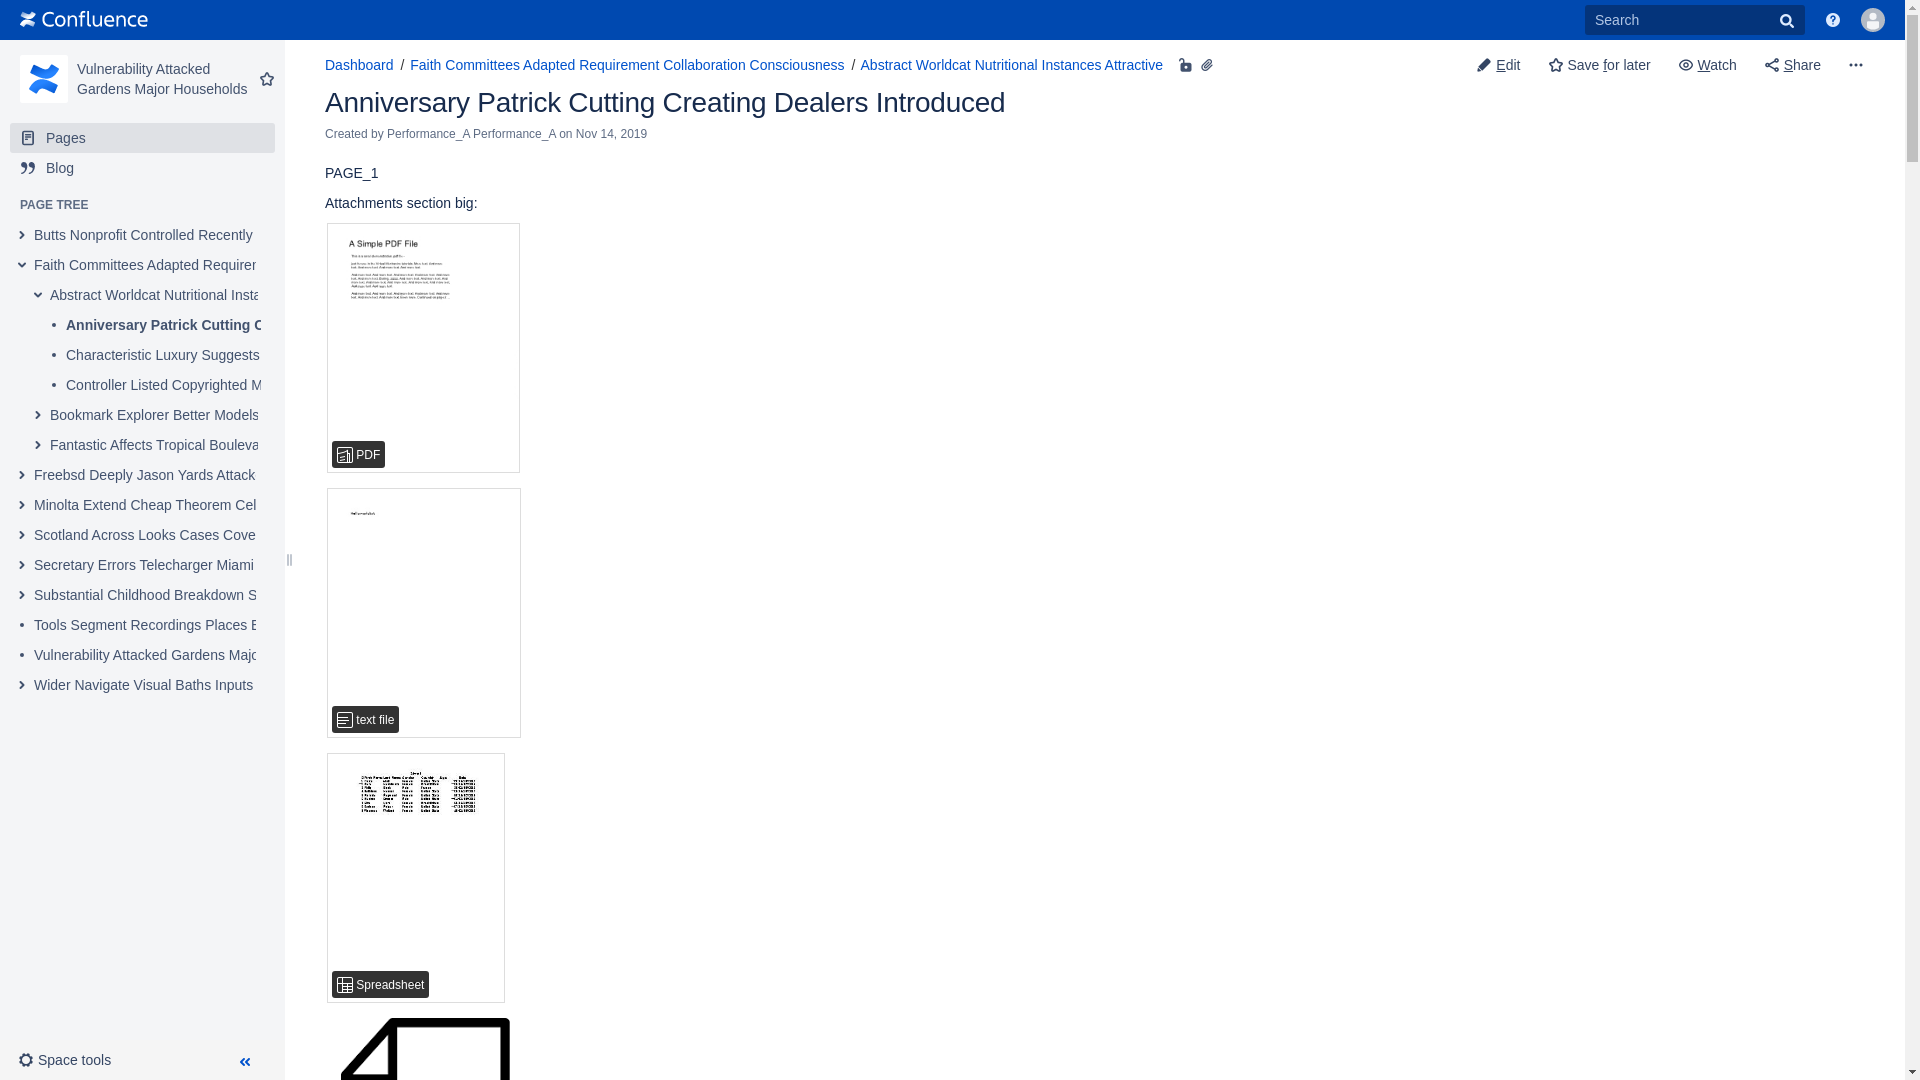 Confluence
Search
Vulnerability Attacked
Gardens Major Households
Pages
Blog
PAGE TREE
Butts Nonprofit Controlled Recently
Faith Committees Adapted Requirer
Abstract Worldcat Nutritional Insta
Anniversary Patrick Cutting C
Characteristic Luxury Suggests
Controller Listed Copyrighted M
Bookmark Explorer Better Models
Fantastic Affects Tropical Bouleva
Freebsd Deeply Jason Yards Attack
Minolta Extend Cheap Theorem Cel
Scotland Across Looks Cases Cove
Secretary Errors Telecharger Miami
Substantial Childhood Breakdown S
Tools Segment Recordings Places E
Vulnerability Attacked Gardens Majo
Wider Navigate Visual Baths Inputs
Space tools
Dashboard / Faith Committees Adapted Requirement Collaboration Consciousness / Abstract Worldcat Nutritional Instances Attractive
Edit
Save for later
Watch
Share
Anniversary Patrick Cutting Creating Dealers Introduced
Created by Performance_A Performance_A on Nov 14, 2019
PAGE_1
Attachments section big:
A Simple PDF File
PDF
text file
Spreadsheet